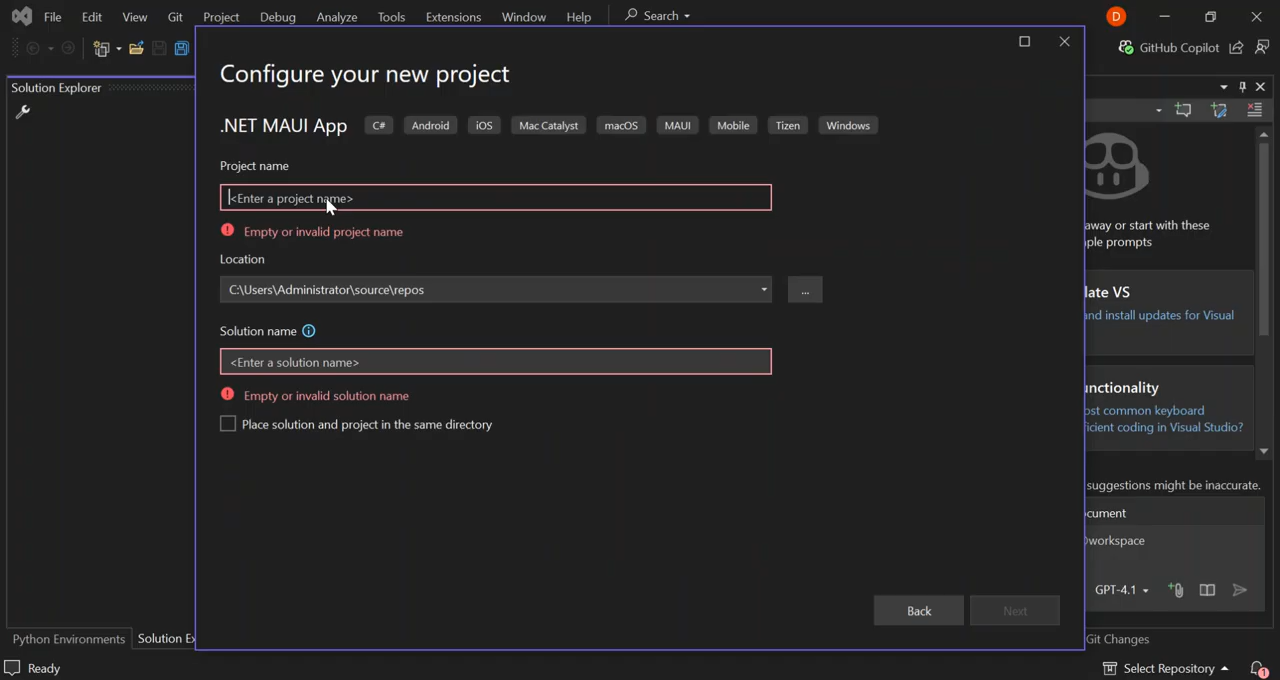 File Edit View Git Project Debug Analyze Tools Extensions Window Help Search
D
GitHub Copilot
Solution Explorer
Configure your new project
.NET MAUI App C# Android iOS Mac Catalyst macOS MAUI Mobile Tizen Windows
Project name
<Enter a project name>
Empty or invalid project name
Location
C:\Users\Administrator\source\repos
...
Solution name
<Enter a solution name>
Empty or invalid solution name
Place solution and project in the same directory
Back Next
away or start with these
ple prompts
late VS
and install updates for Visual
unctionality
ost common keyboard
ficient coding in Visual Studio?
suggestions might be inaccurate.
ocument
workspace
GPT-4.1
Python Environments Solution Ex
Git Changes
Ready
Select Repository
1